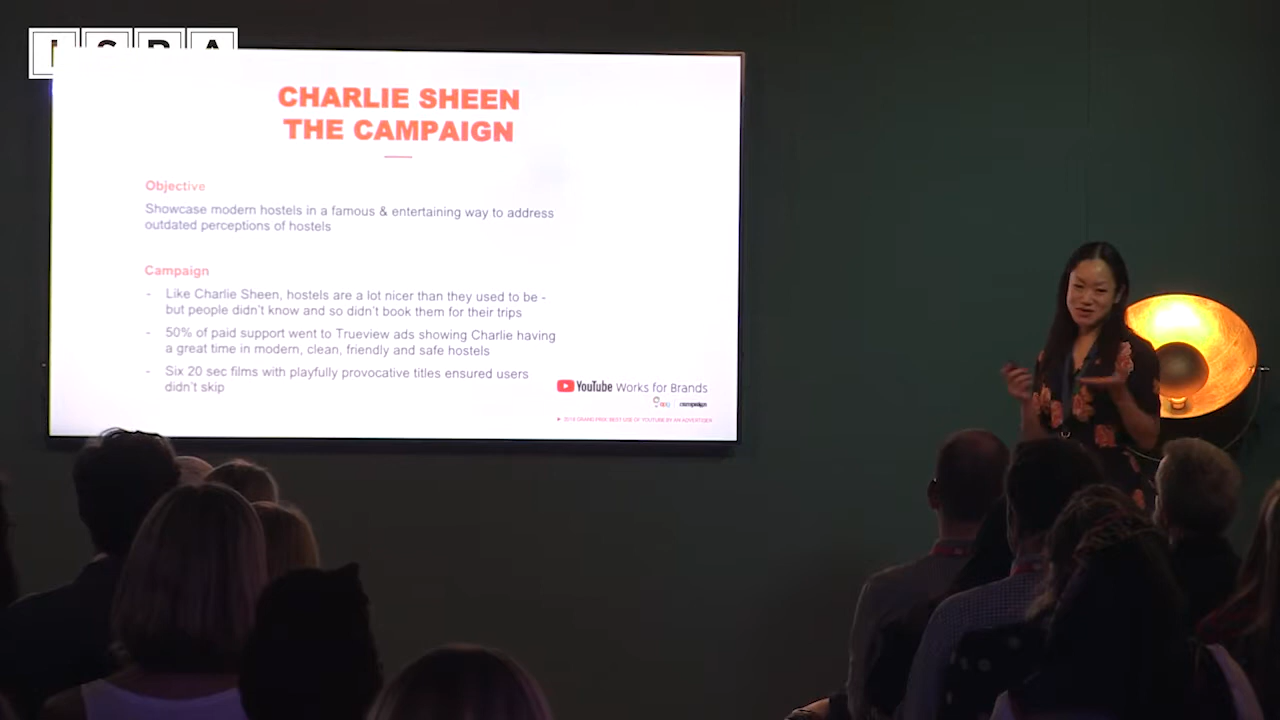 ISBA
CHARLIE SHEEN
THE CAMPAIGN
Objective
Showcase modern hostels in a famous & entertaining way to address
outdated perceptions of hostels
Campaign
- Like Charlie Sheen, hostels are a lot nicer than they used to be -
but people didn't know and so didn't book them for their trips
- 50% of paid support went to Trueview ads showing Charlie having
a great time in modern, clean, friendly and safe hostels
- Six 20 sec films with playfully provocative titles ensured users
didn't skip
YouTube Works for Brands
campaign